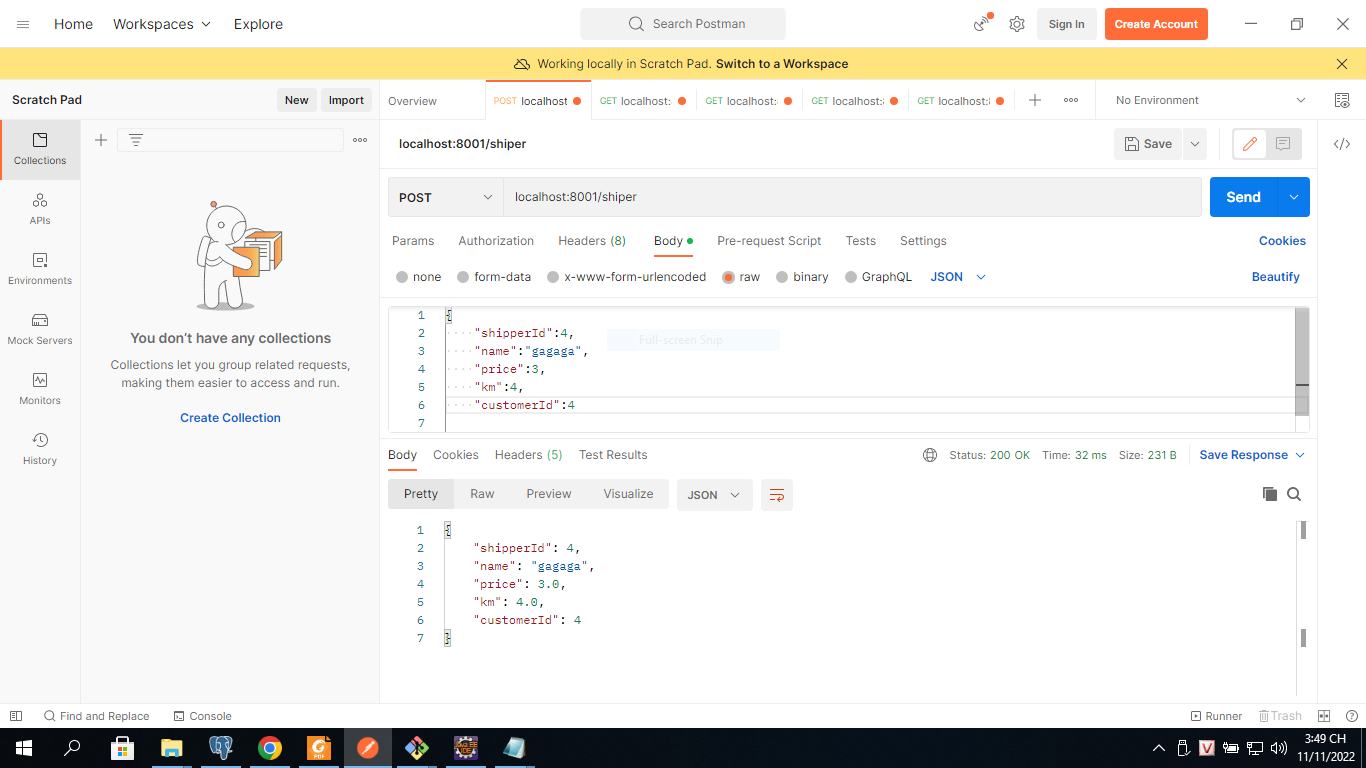 Home Workspaces Explore Search Postman Sign In Create Account
Working locally in Scratch Pad. Switch to a Workspace
Scratch Pad New Import Overview POST localhost GET localhost: GET localhost: GET localhost: GET localhost: No Environment
Collections
APIs
Environments
Mock Servers
Monitors
History
You don't have any collections
Collections let you group related requests,
making them easier to access and run.
Create Collection
localhost:8001/shiper Save
POST localhost:8001/shiper Send
Params Authorization Headers (8) Body Pre-request Script Tests Settings Cookies
none form-data x-www-form-urlencoded raw binary GraphQL JSON Beautify
1 {
2 "shipperId":4,
Full-screen Snip
3 "name":"gagaga",
4 "price":3,
5 "km":4,
6 "customerId":4
7
Body Cookies Headers (5) Test Results Status: 200 OK Time: 32 ms Size: 231 B Save Response
Pretty Raw Preview Visualize JSON
1 {
2 "shipperId": 4,
3 "name": "gagaga",
4 "price": 3.0,
5 "km": 4.0,
6 "customerId": 4
7 }
Find and Replace Console Runner Trash
PDF JAVA EE IDE V 3:49 CH
11/11/2022